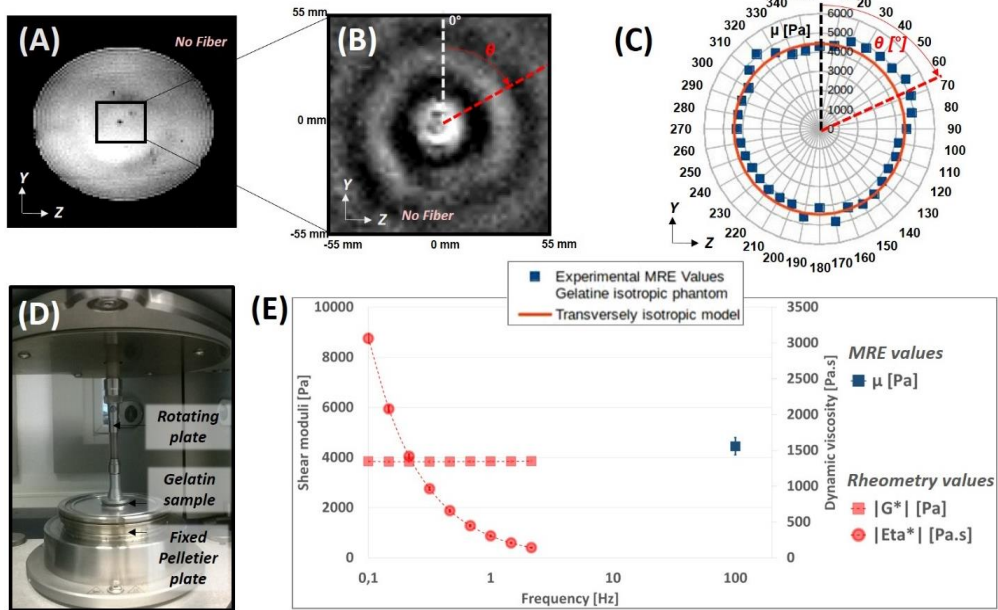 (A)
No Fiber
Y
Z
55 mm
0 mm
-55 mm
(B)
0°
θ
No Fiber
Y
Z
-55 mm
0 mm
55 mm
(C)
μ [Pa]
θ [°]
6000
5000
4000
3000
2000
1000
0
20
30
40
50
60
70
80
90
100
110
120
130
140
150
160
170
180
190
200
210
220
230
240
250
260
270
280
290
300
310
320
330
340
Y
Z
(D)
Rotating
plate
Gelatin
sample
Fixed
Pelletier
plate
(E)
Experimental MRE Values
Gelatine isotropic phantom
Transversely isotropic model
Shear moduli [Pa]
10000
8000
6000
4000
2000
0
0,1
1
10
100
Frequency [Hz]
3500
3000
2500
2000
1500
1000
500
0
Dynamic viscosity [Pa.s]
MRE values
μ [Pa]
Rheometry values
|G*| [Pa]
|Eta*| [Pa.s]